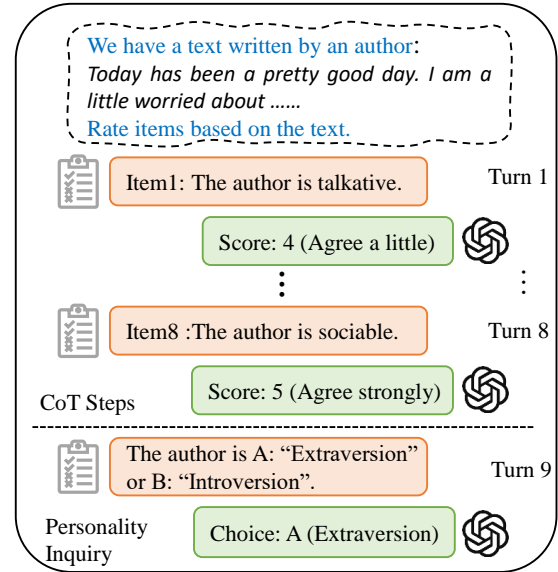 We have a text written by an author:
Today has been a pretty good day. I am a
little worried about ......
Rate items based on the text.
Item1: The author is talkative.
Turn 1
Score: 4 (Agree a little)
Item8 :The author is sociable.
Turn 8
Score: 5 (Agree strongly)
CoT Steps
The author is A: “Extraversion”
or B: “Introversion”.
Turn 9
Personality
Inquiry
Choice: A (Extraversion)